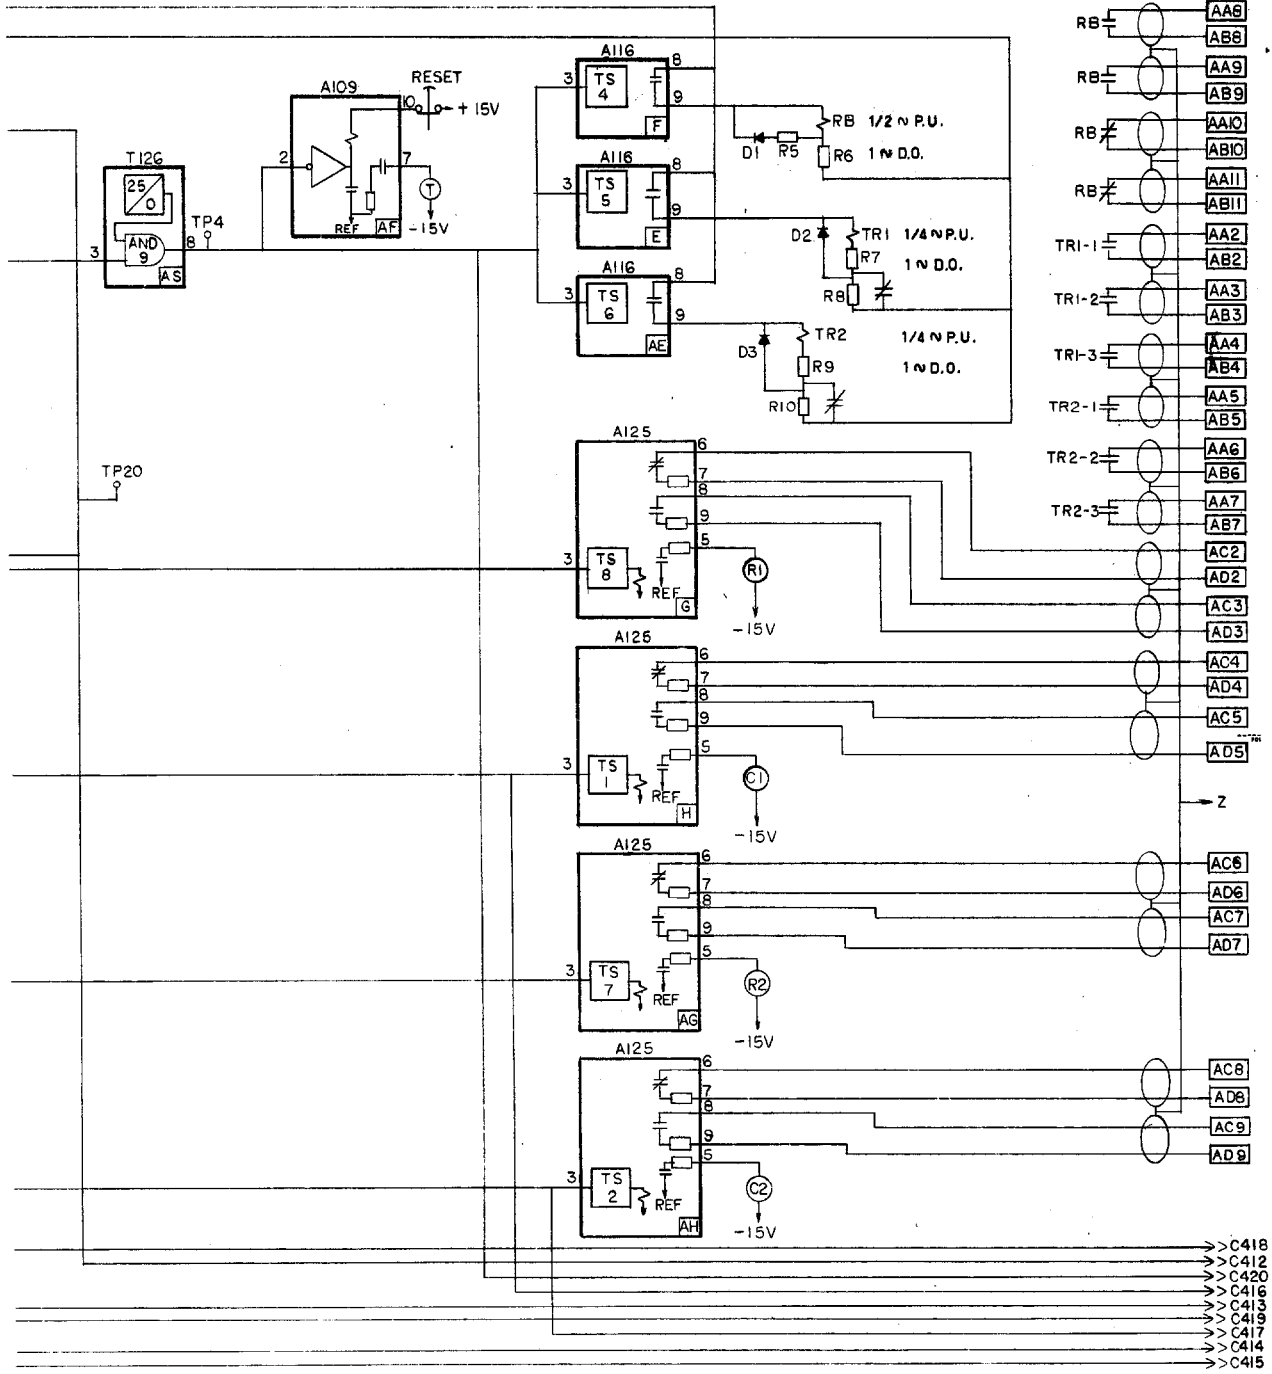 RB
AA8
AB8
RB
AA9
AB9
RB
AA10
AB10
RB
AA11
AB11
TR1-1
AA2
AB2
TR1-2
AA3
AB3
TR1-3
AA4
AB4
TR2-1
AA5
AB5
TR2-2
AA6
AB6
TR2-3
AA7
AB7
AC2
AD2
AC3
AD3
AC4
AD4
AC5
AD5
Z
AC6
AD6
AC7
AD7
AC8
AD8
AC9
AD9
T126
25
0
AND
9
3
8
AS
TP4
A109
2
10
RESET
+15V
7
T
-15V
REF
AF
A116
3
TS
4
8
9
F
RB 1/2 ~ P.U.
D1 R5 R6 1 ~ D.O.
A116
3
TS
5
8
9
E
D2 TR1 1/4 ~ P.U.
R7 1 ~ D.O.
R8
A116
3
TS
6
8
9
AE
D3 TR2 1/4 ~ P.U.
R9 1 ~ D.O.
R10
TP20
A125
6
7
8
9
5
3
TS
8
REF
G
R1
-15V
A125
6
7
8
9
5
3
TS
1
REF
H
C1
-15V
A125
6
7
8
9
5
3
TS
7
REF
AG
R2
-15V
A125
6
7
8
9
5
3
TS
2
REF
AH
C2
-15V
C418
C412
C420
C416
C413
C419
C417
C414
C415